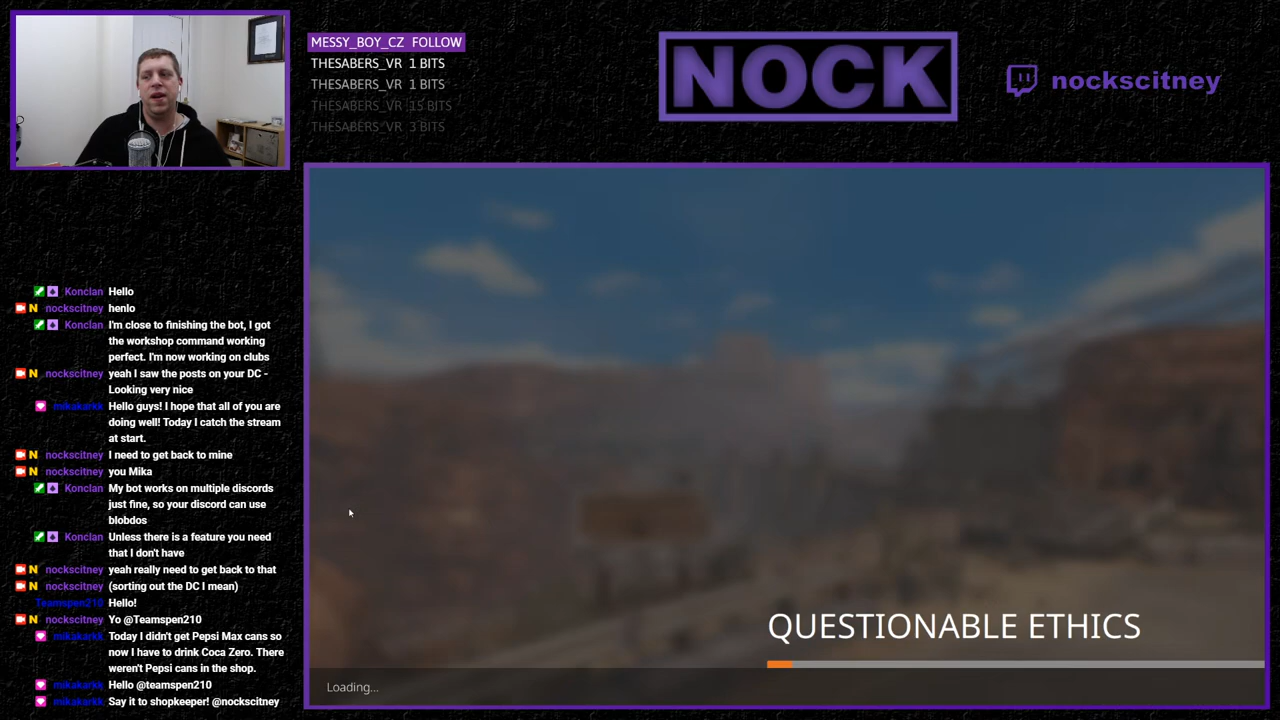 MESSY_BOY_CZ FOLLOW
THESABERS_VR 1 BITS
THESABERS_VR 1 BITS
THESABERS_VR 15 BITS
THESABERS_VR 3 BITS
NOCK
nockscitney
Konclan Hello
N nockscitney henlo
Konclan I'm close to finishing the bot, I got
the workshop command working
perfect. I'm now working on clubs
N nockscitney yeah I saw the posts on your DC -
Looking very nice
mikakarkk Hello guys! I hope that all of you are
doing well! Today I catch the stream
at start.
N nockscitney I need to get back to mine
N nockscitney you Mika
Konclan My bot works on multiple discords
just fine, so your discord can use
blobdos
Konclan Unless there is a feature you need
that I don't have
N nockscitney yeah really need to get back to that
N nockscitney (sorting out the DC I mean)
Teamspen210 Hello!
N nockscitney Yo @Teamspen210
mikakarkk Today I didn't get Pepsi Max cans so
now I have to drink Coca Zero. There
weren't Pepsi cans in the shop.
mikakarkk Hello @teamspen210
mikakarkk Say it to shopkeeper! @nockscitney
QUESTIONABLE ETHICS
Loading...